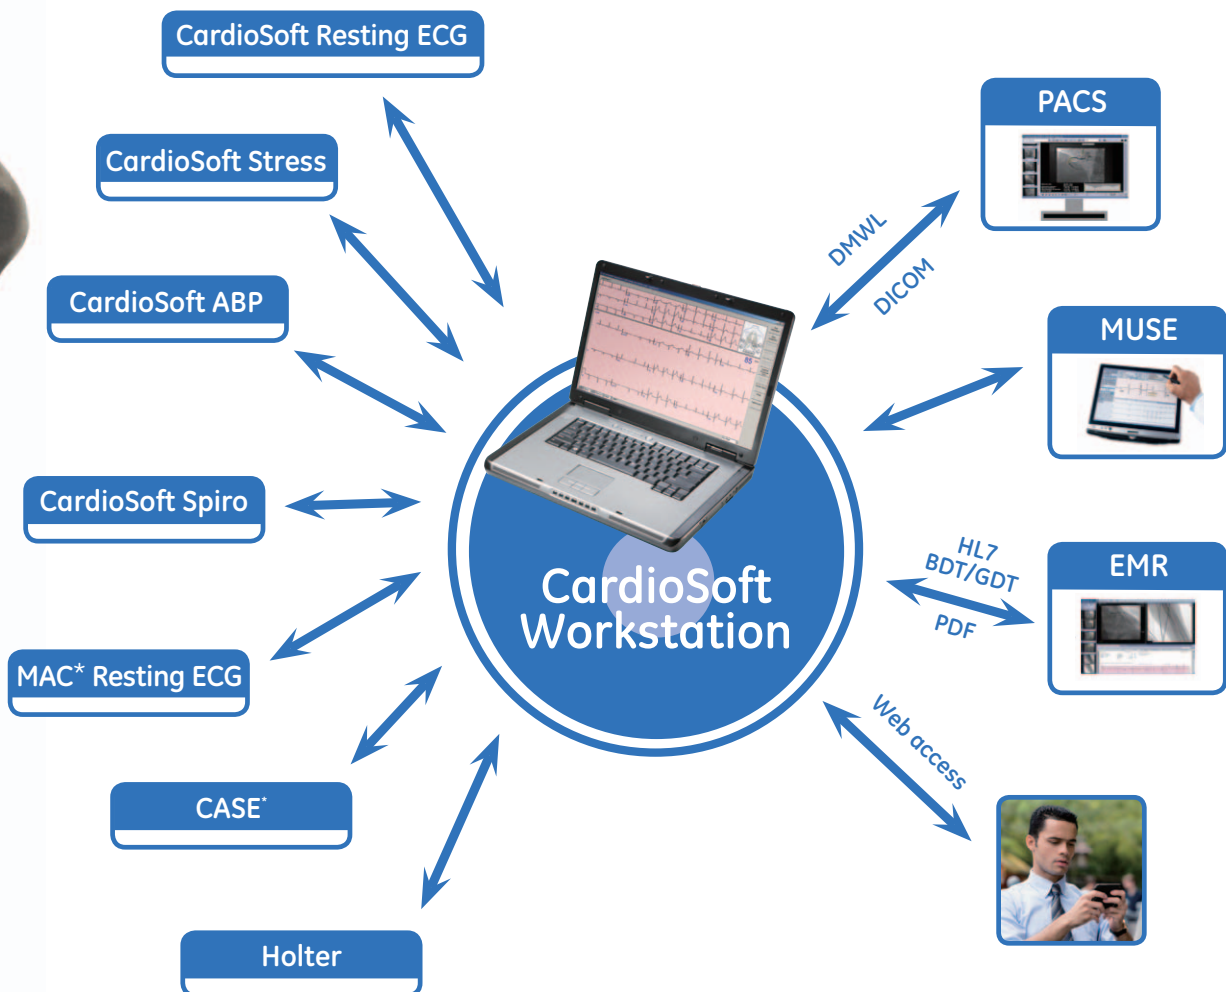 CardioSoft Resting ECG
CardioSoft Stress
CardioSoft ABP
CardioSoft Spiro
MAC* Resting ECG
CASE*
Holter
CardioSoft
Workstation
PACS
DMWL
DICOM
MUSE
EMR
HL7
BDT/GDT
PDF
Web access